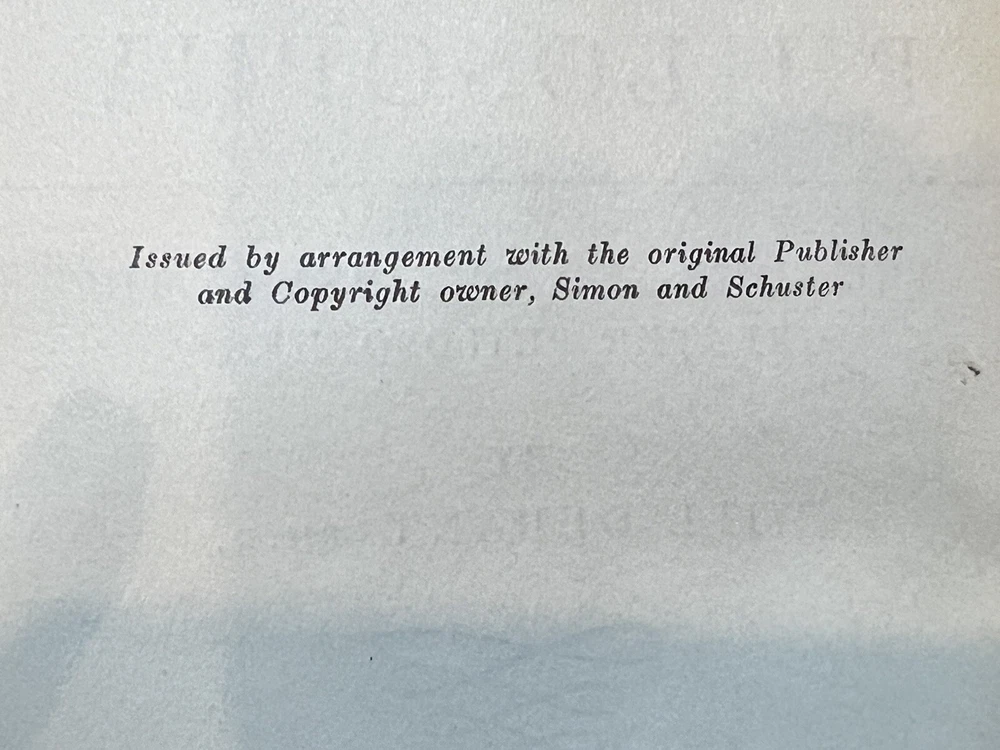 Issued by arrangement with the original Publisher
and Copyright owner, Simon and Schuster